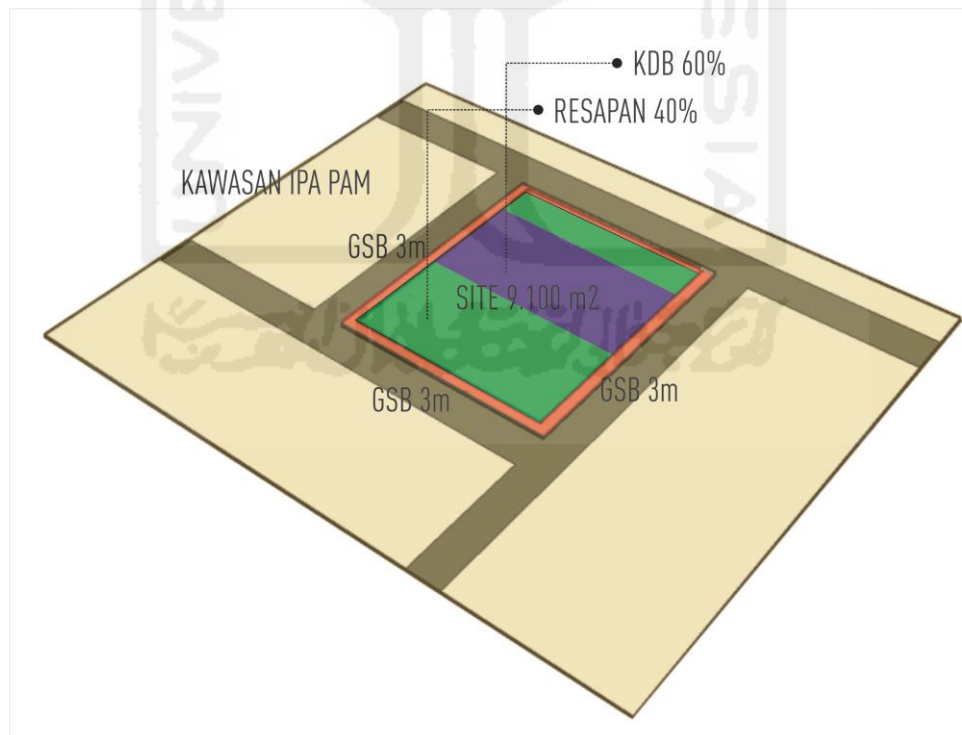 KDB 60%
RESAPAN 40%
KAWASAN IPA PAM
GSB 3m
SITE 9.100 m2
GSB 3m
GSB 3m